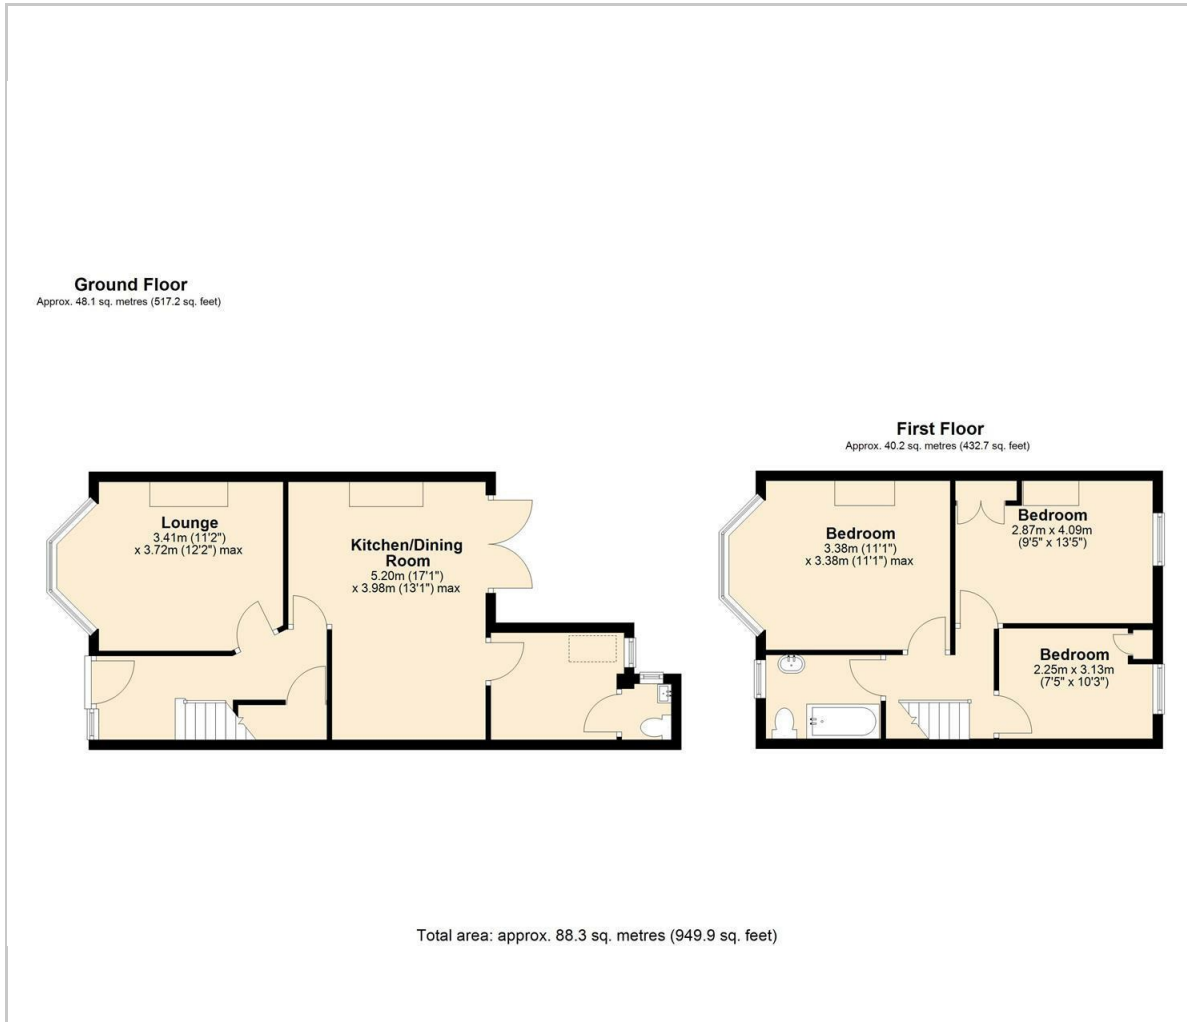 Ground Floor
Approx. 48.1 sq. metres (517.2 sq. feet)
Lounge
3.41m (11'2")
x 3.72m (12'2") max
Kitchen/Dining
Room
5.20m (17'1")
x 3.98m (13'1") max
First Floor
Approx. 40.2 sq. metres (432.7 sq. feet)
Bedroom
3.38m (11'1")
x 3.38m (11'1") max
Bedroom
2.87m x 4.09m
(9'5" x 13'5")
Bedroom
2.25m x 3.13m
(7'5" x 10'3")
Total area: approx. 88.3 sq. metres (949.9 sq. feet)